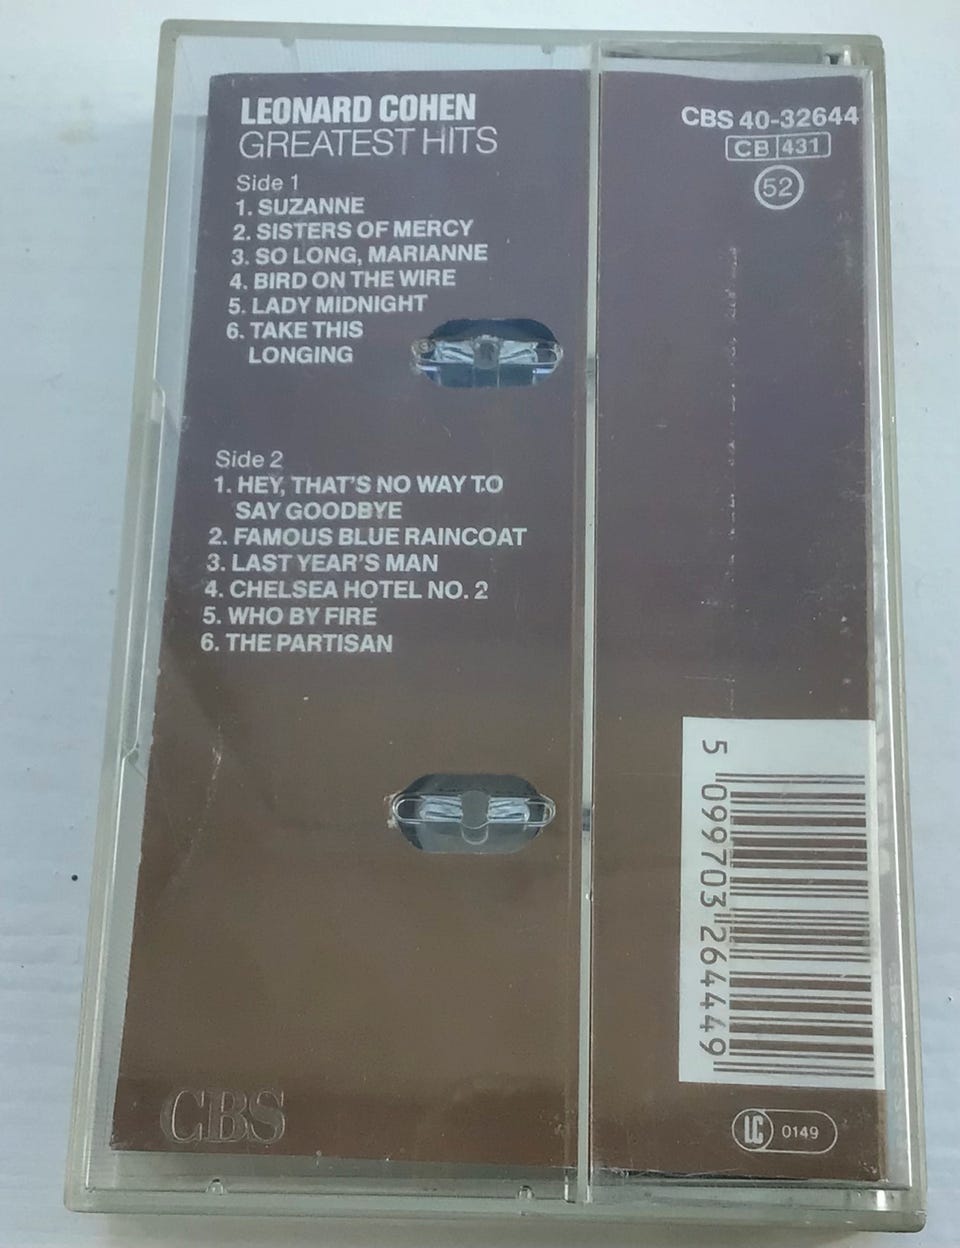 LEONARD COHEN
GREATEST HITS
Side 1
1. SUZANNE
2. SISTERS OF MERCY
3. SO LONG, MARIANNE
4. BIRD ON THE WIRE
5. LADY MIDNIGHT
6. TAKE THIS
LONGING
Side 2
1. HEY, THAT'S NO WAY TO
SAY GOODBYE
2. FAMOUS BLUE RAINCOAT
3. LAST YEAR'S MAN
4. CHELSEA HOTEL NO. 2
5. WHO BY FIRE
6. THE PARTISAN
CBS
CBS 40-32644
CB 431
52
5 099703 264449
LC 0149